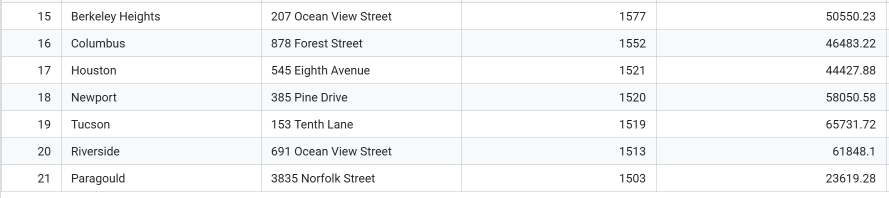 15 Berkeley Heights 207 Ocean View Street 1577 50550.23
16 Columbus 878 Forest Street 1552 46483.22
17 Houston 545 Eighth Avenue 1521 44427.88
18 Newport 385 Pine Drive 1520 58050.58
19 Tucson 153 Tenth Lane 1519 65731.72
20 Riverside 691 Ocean View Street 1513 61848.1
21 Paragould 3835 Norfolk Street 1503 23619.28